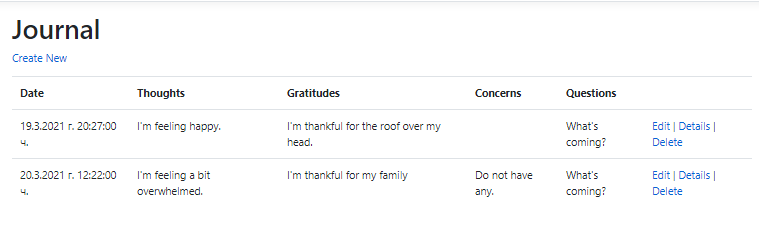 Journal
Create New
Date Thoughts Gratitudes Concerns Questions
19.3.2021 г. 20:27:00 I'm feeling happy. I'm thankful for the roof over my What's Edit | Details |
ч. head. coming? Delete
20.3.2021 г. 12:22:00 I'm feeling a bit I'm thankful for my family Do not have What's Edit | Details |
ч. overwhelmed. any. coming? Delete